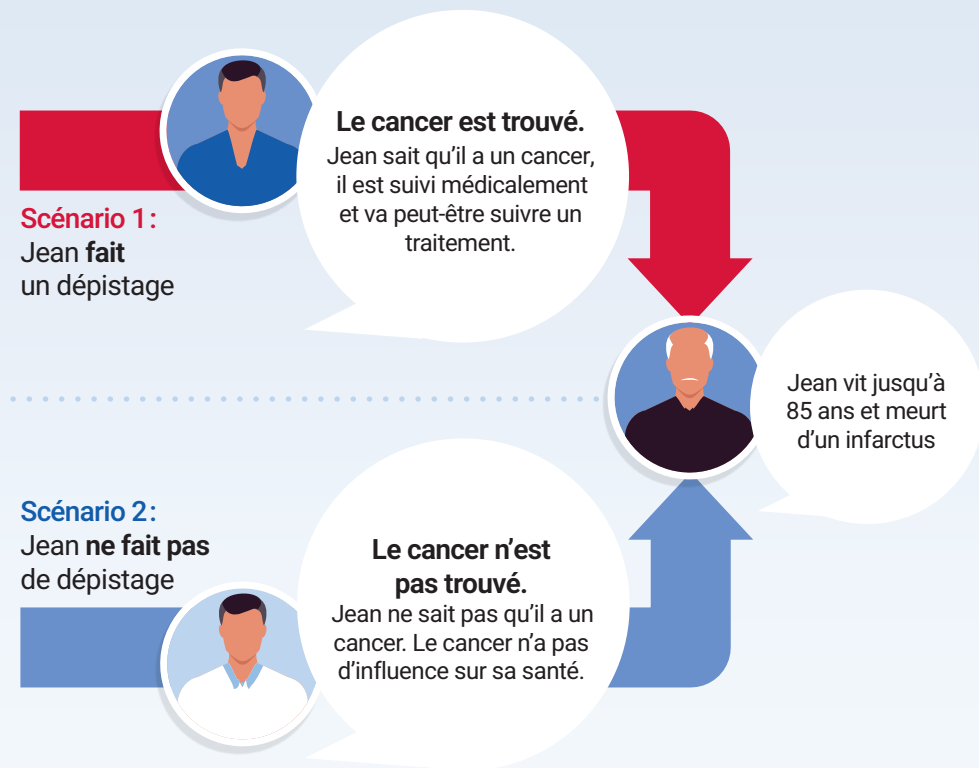 Le cancer est trouvé.
Jean sait qu'il a un cancer,
il est suivi médicalement
et va peut-être suivre un
traitement.
Scénario 1 :
Jean fait
un dépistage
Jean vit jusqu'à
85 ans et meurt
d'un infarctus
Scénario 2 :
Jean ne fait pas
de dépistage
Le cancer n'est
pas trouvé.
Jean ne sait pas qu'il a un
cancer. Le cancer n'a pas
d'influence sur sa santé.